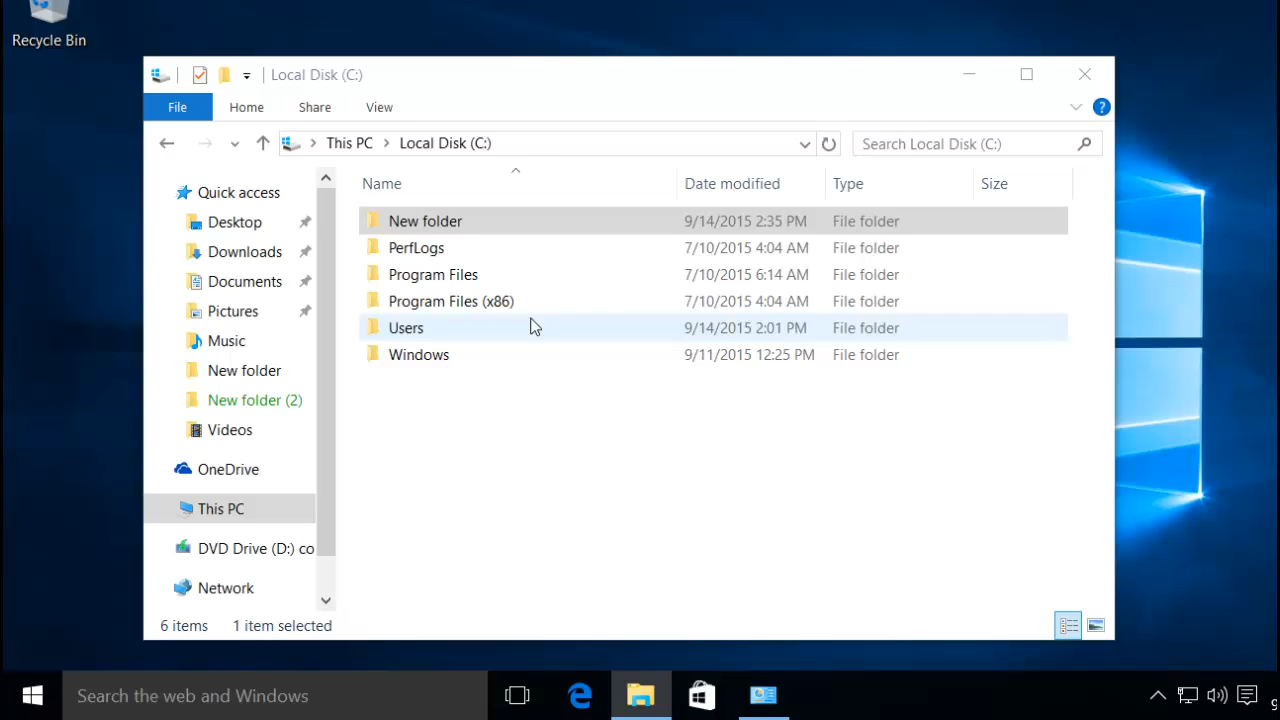 Recycle Bin
Local Disk (C:)
File Home Share View
This PC Local Disk (C:)
Search Local Disk (C:)
Name Date modified Type Size
Quick access
Desktop
Downloads
Documents
Pictures
Music
New folder
New folder (2)
Videos
OneDrive
This PC
DVD Drive (D:) co
Network
New folder 9/14/2015 2:35 PM File folder
PerfLogs 7/10/2015 4:04 AM File folder
Program Files 7/10/2015 6:14 AM File folder
Program Files (x86) 7/10/2015 4:04 AM File folder
Users 9/14/2015 2:01 PM File folder
Windows 9/11/2015 12:25 PM File folder
6 items 1 item selected
Search the web and Windows